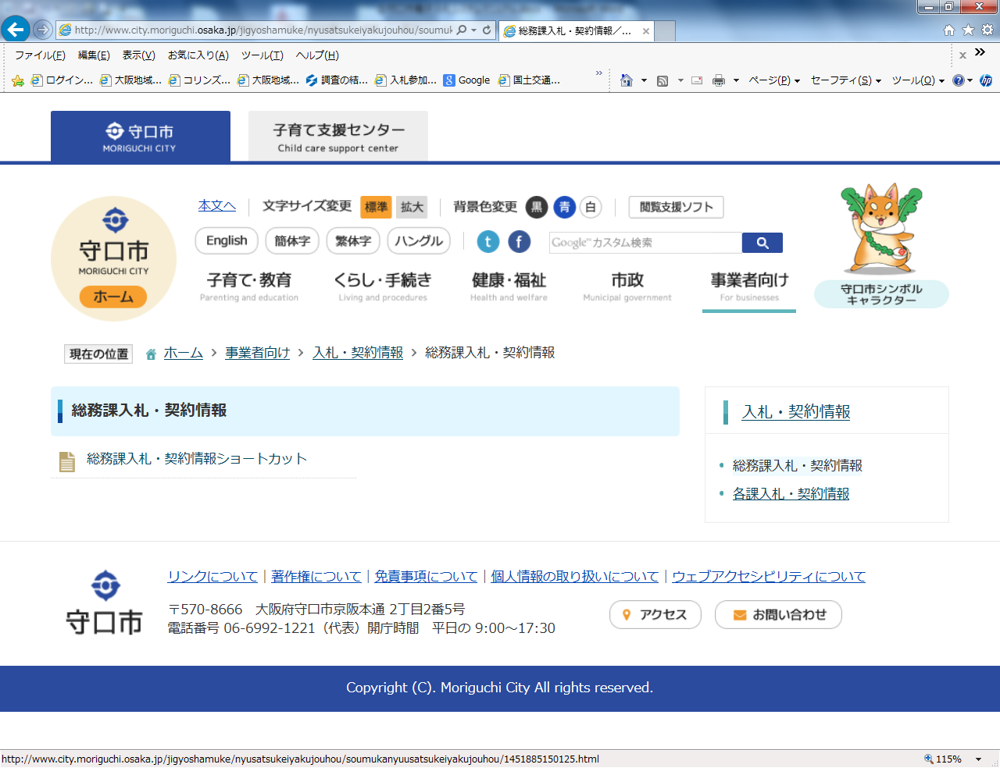 http://www.city.moriguchi.osaka.jp/jigyoshamuke/nyusatsukeiyakujouhou/soumuk
総務課入札・契約情報／...
ファイル(F) 編集(E) 表示(V) お気に入り(A) ツール(T) ヘルプ(H)
ログイン... 大阪地域... コリンズ... 大阪地域... 調査の結... 入札参加... Google 国土交通...
ページ(P) セーフティ(S) ツール(O)
守口市
MORIGUCHI CITY
子育て支援センター
Child care support center
本文へ 文字サイズ変更 標準 拡大 背景色変更 黒 青 白 閲覧支援ソフト
English 簡体字 繁体字 ハングル Google™カスタム検索
守口市
MORIGUCHI CITY
ホーム
子育て・教育 くらし・手続き 健康・福祉 市政 事業者向け
Parenting and education Living and procedures Health and welfare Municipal government For businesses
守口市シンボル
キャラクター
現在の位置 ホーム > 事業者向け > 入札・契約情報 > 総務課入札・契約情報
総務課入札・契約情報
総務課入札・契約情報ショートカット
入札・契約情報
総務課入札・契約情報
各課入札・契約情報
守口市
リンクについて | 著作権について | 免責事項について | 個人情報の取り扱いについて | ウェブアクセシビリティについて
〒570-8666　大阪府守口市京阪本通 2丁目2番5号
電話番号 06-6992-1221（代表）開庁時間　平日の 9:00～17:30
アクセス お問い合わせ
Copyright (C). Moriguchi City All rights reserved.
http://www.city.moriguchi.osaka.jp/jigyoshamuke/nyusatsukeiyakujouhou/soumukanyuusatsukeiyakujouhou/1451885150125.html
115%